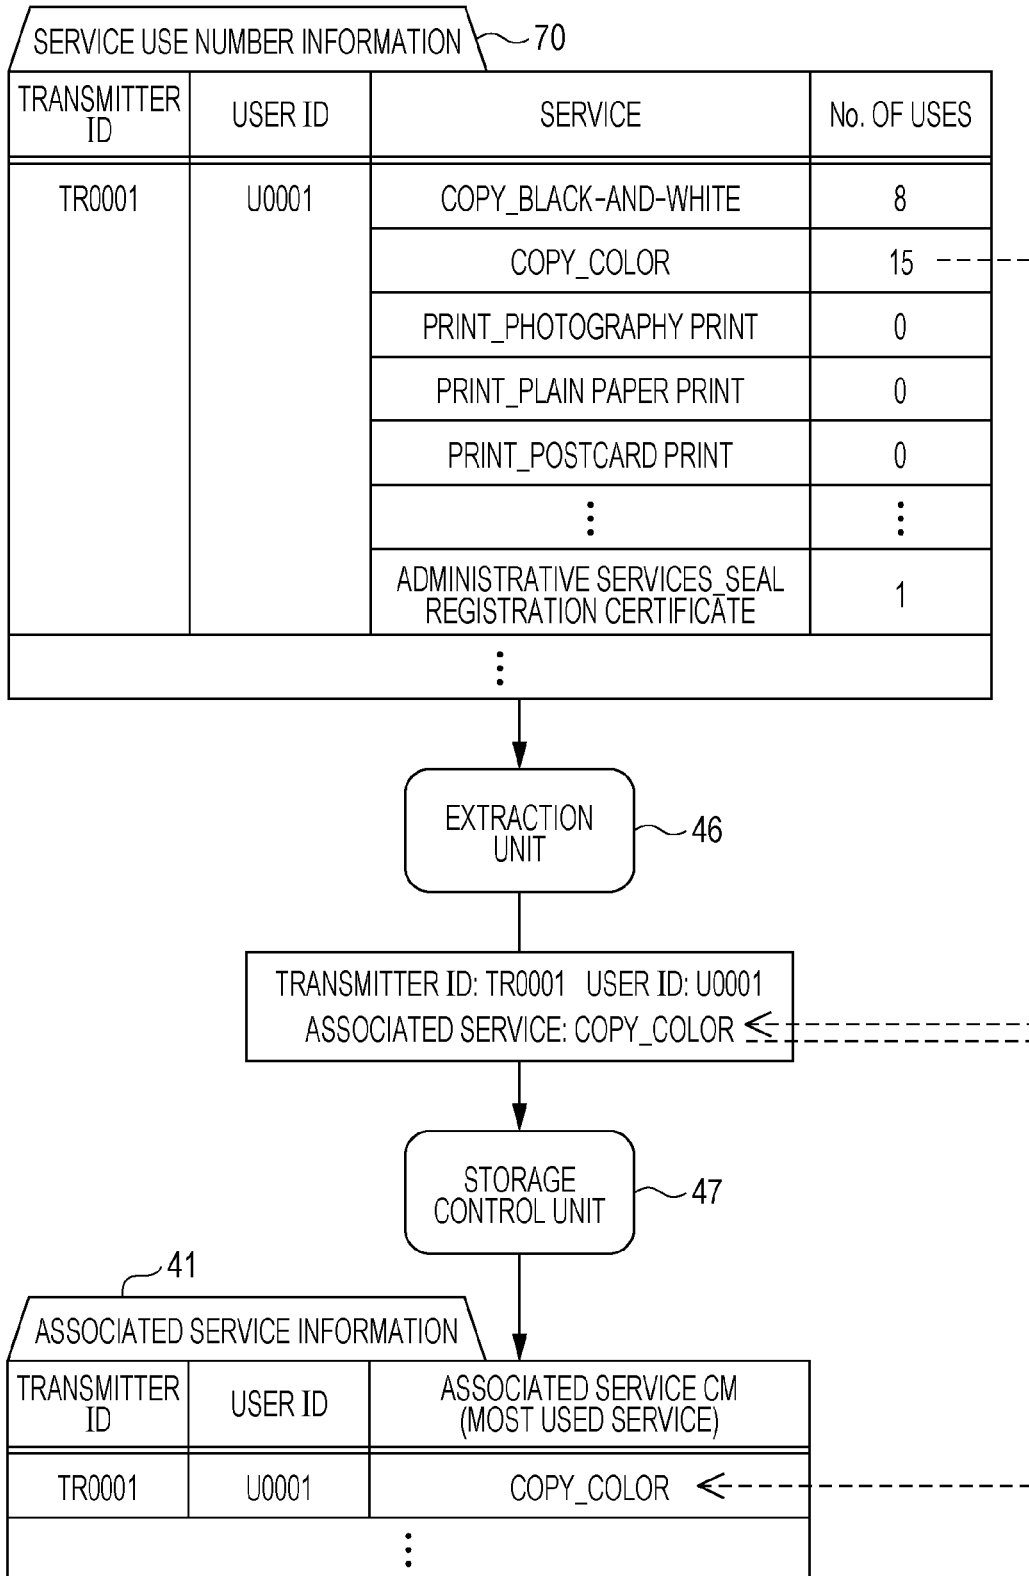 SERVICE USE NUMBER INFORMATION
70
TRANSMITTER
ID
USER ID
SERVICE
No. OF USES
TR0001
U0001
COPY_BLACK-AND-WHITE
8
COPY_COLOR
15
PRINT_PHOTOGRAPHY PRINT
0
PRINT_PLAIN PAPER PRINT
0
PRINT_POSTCARD PRINT
0
⋮
⋮
ADMINISTRATIVE SERVICES_SEAL
REGISTRATION CERTIFICATE
1
⋮
EXTRACTION
UNIT
46
TRANSMITTER ID: TR0001 USER ID: U0001
ASSOCIATED SERVICE: COPY_COLOR
STORAGE
CONTROL UNIT
47
41
ASSOCIATED SERVICE INFORMATION
TRANSMITTER
ID
USER ID
ASSOCIATED SERVICE CM
(MOST USED SERVICE)
TR0001
U0001
COPY_COLOR
⋮